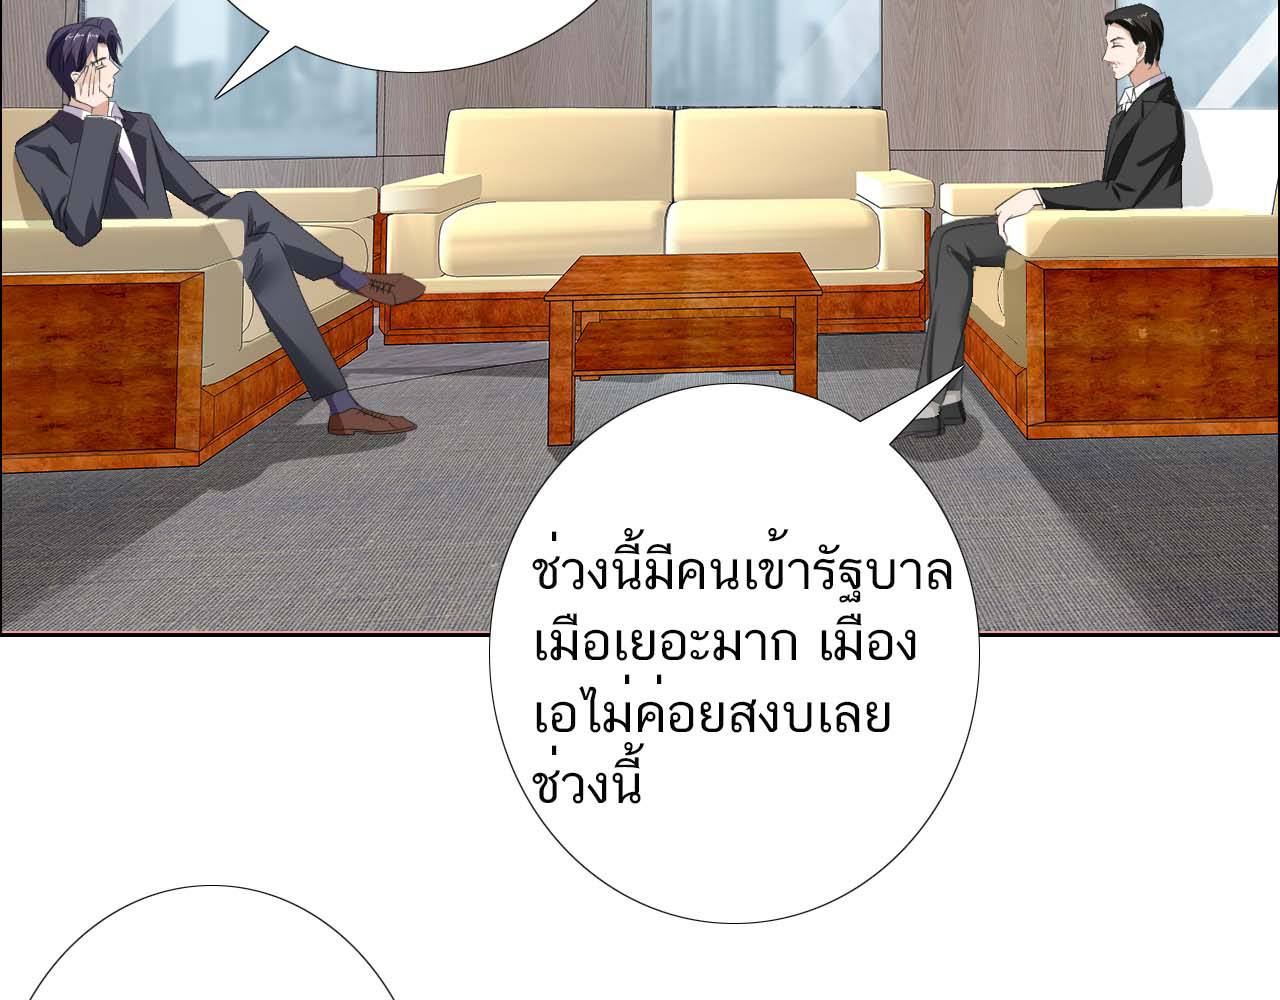 ช่วงนี้มีคนเข้ารัฐบาล
เมือเยอะมาก เมือง
เอไม่ค่อยสงบเลย
ช่วงนี้